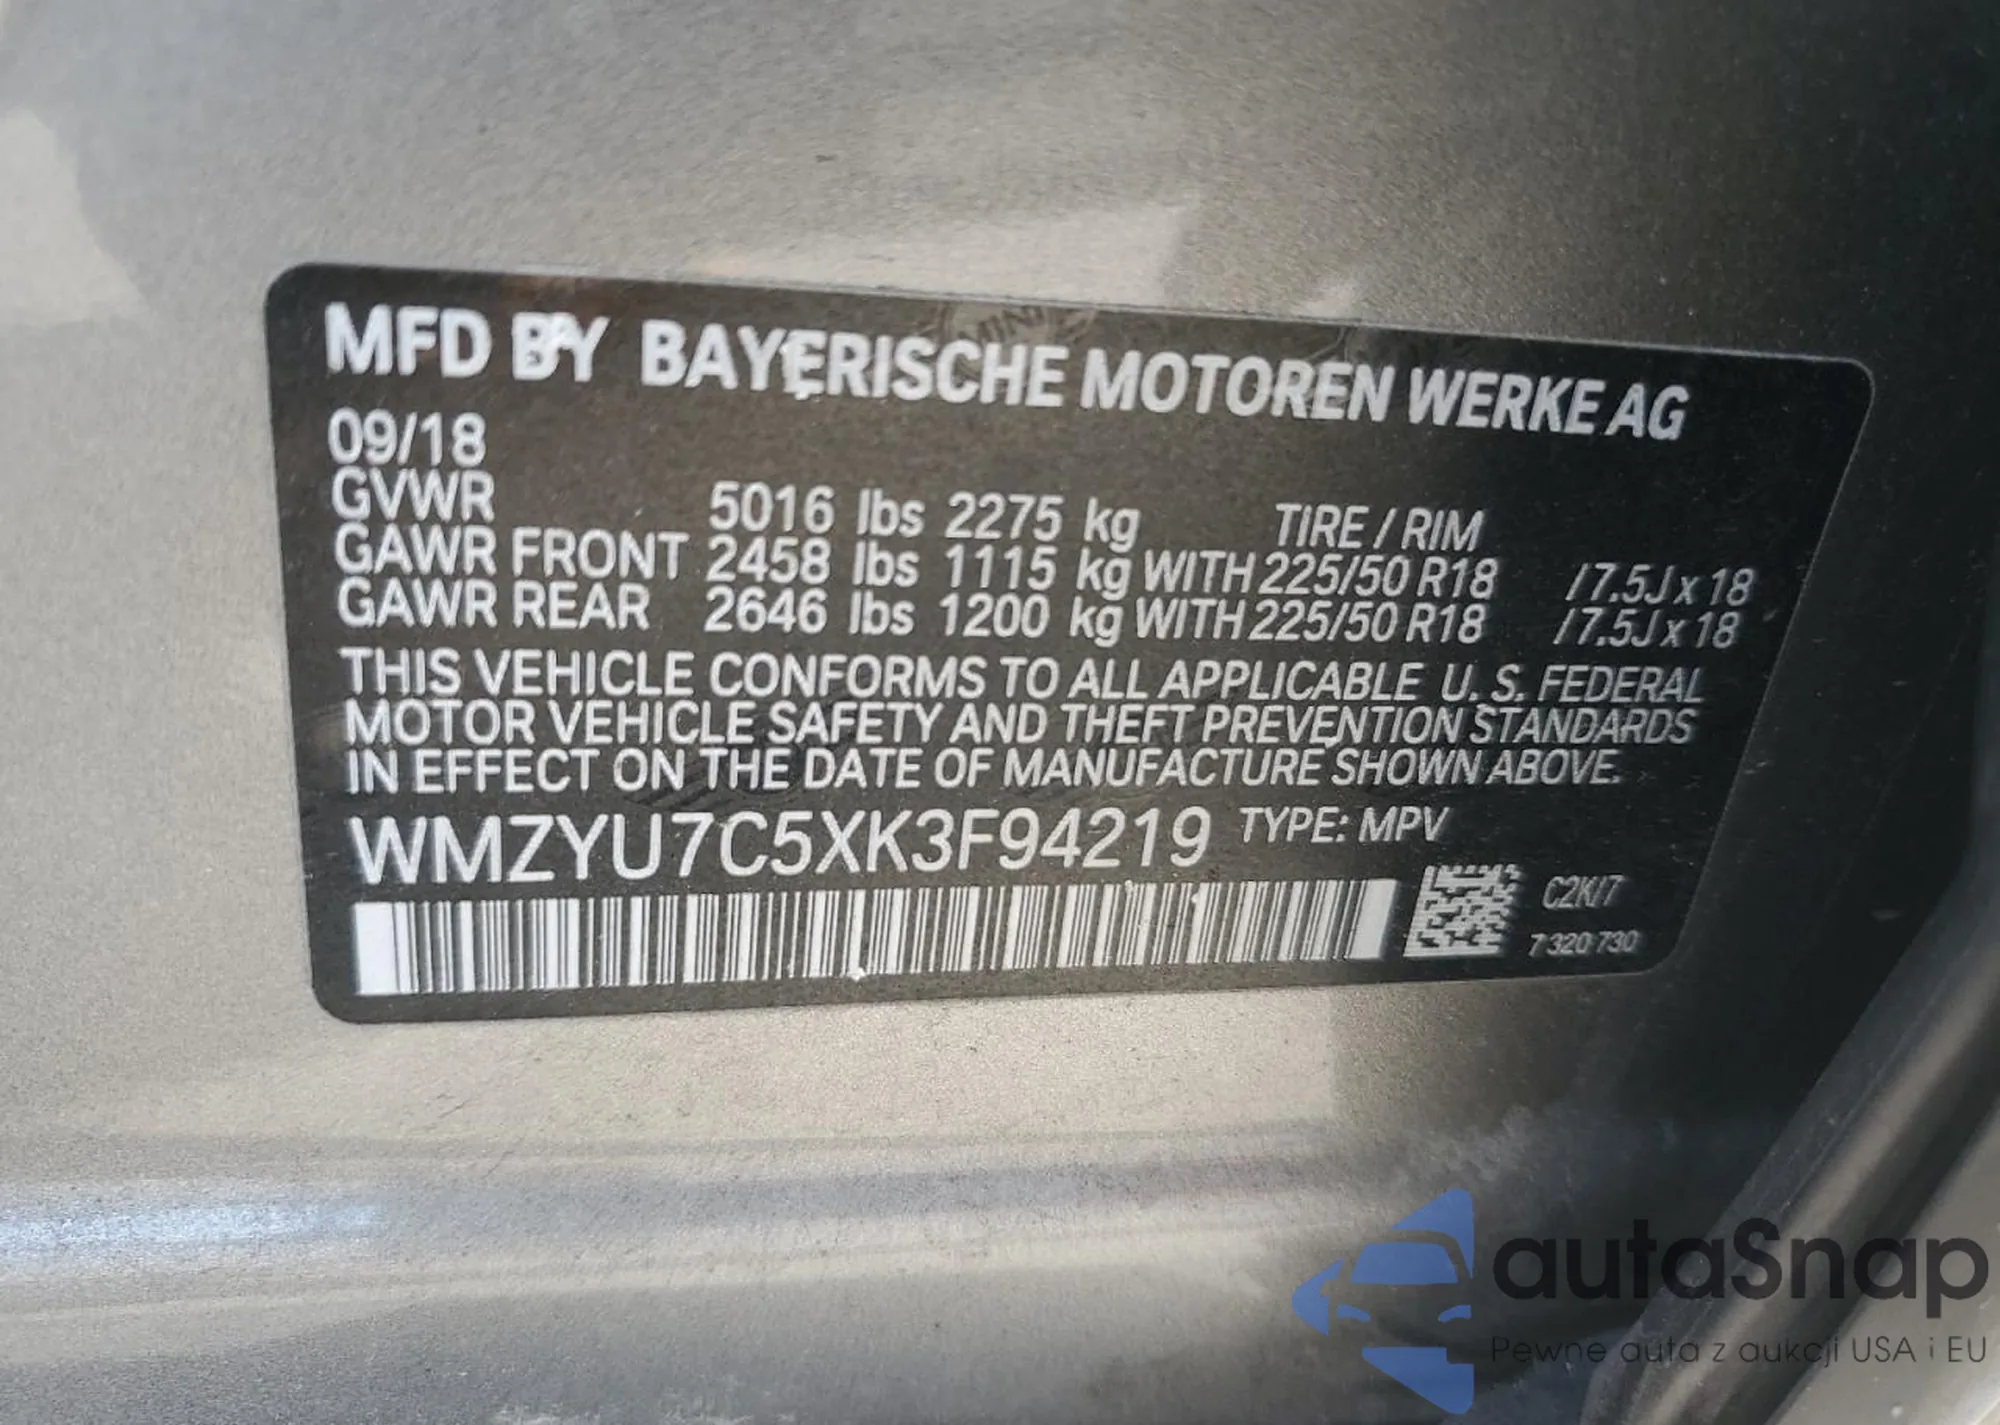 MFD BY BAYERISCHE MOTOREN WERKE AG
09/18
GVWR 5016 lbs 2275 kg TIRE / RIM
GAWR FRONT 2458 lbs 1115 kg WITH 225/50 R18 /7.5J x 18
GAWR REAR 2646 lbs 1200 kg WITH 225/50 R18 /7.5J x 18
THIS VEHICLE CONFORMS TO ALL APPLICABLE U. S. FEDERAL
MOTOR VEHICLE SAFETY AND THEFT PREVENTION STANDARDS
IN EFFECT ON THE DATE OF MANUFACTURE SHOWN ABOVE.
WMZYU7C5XK3F94219 TYPE: MPV
C2K/7
7 320 730
autaSnap
Pewne auta z aukcji USA i EU